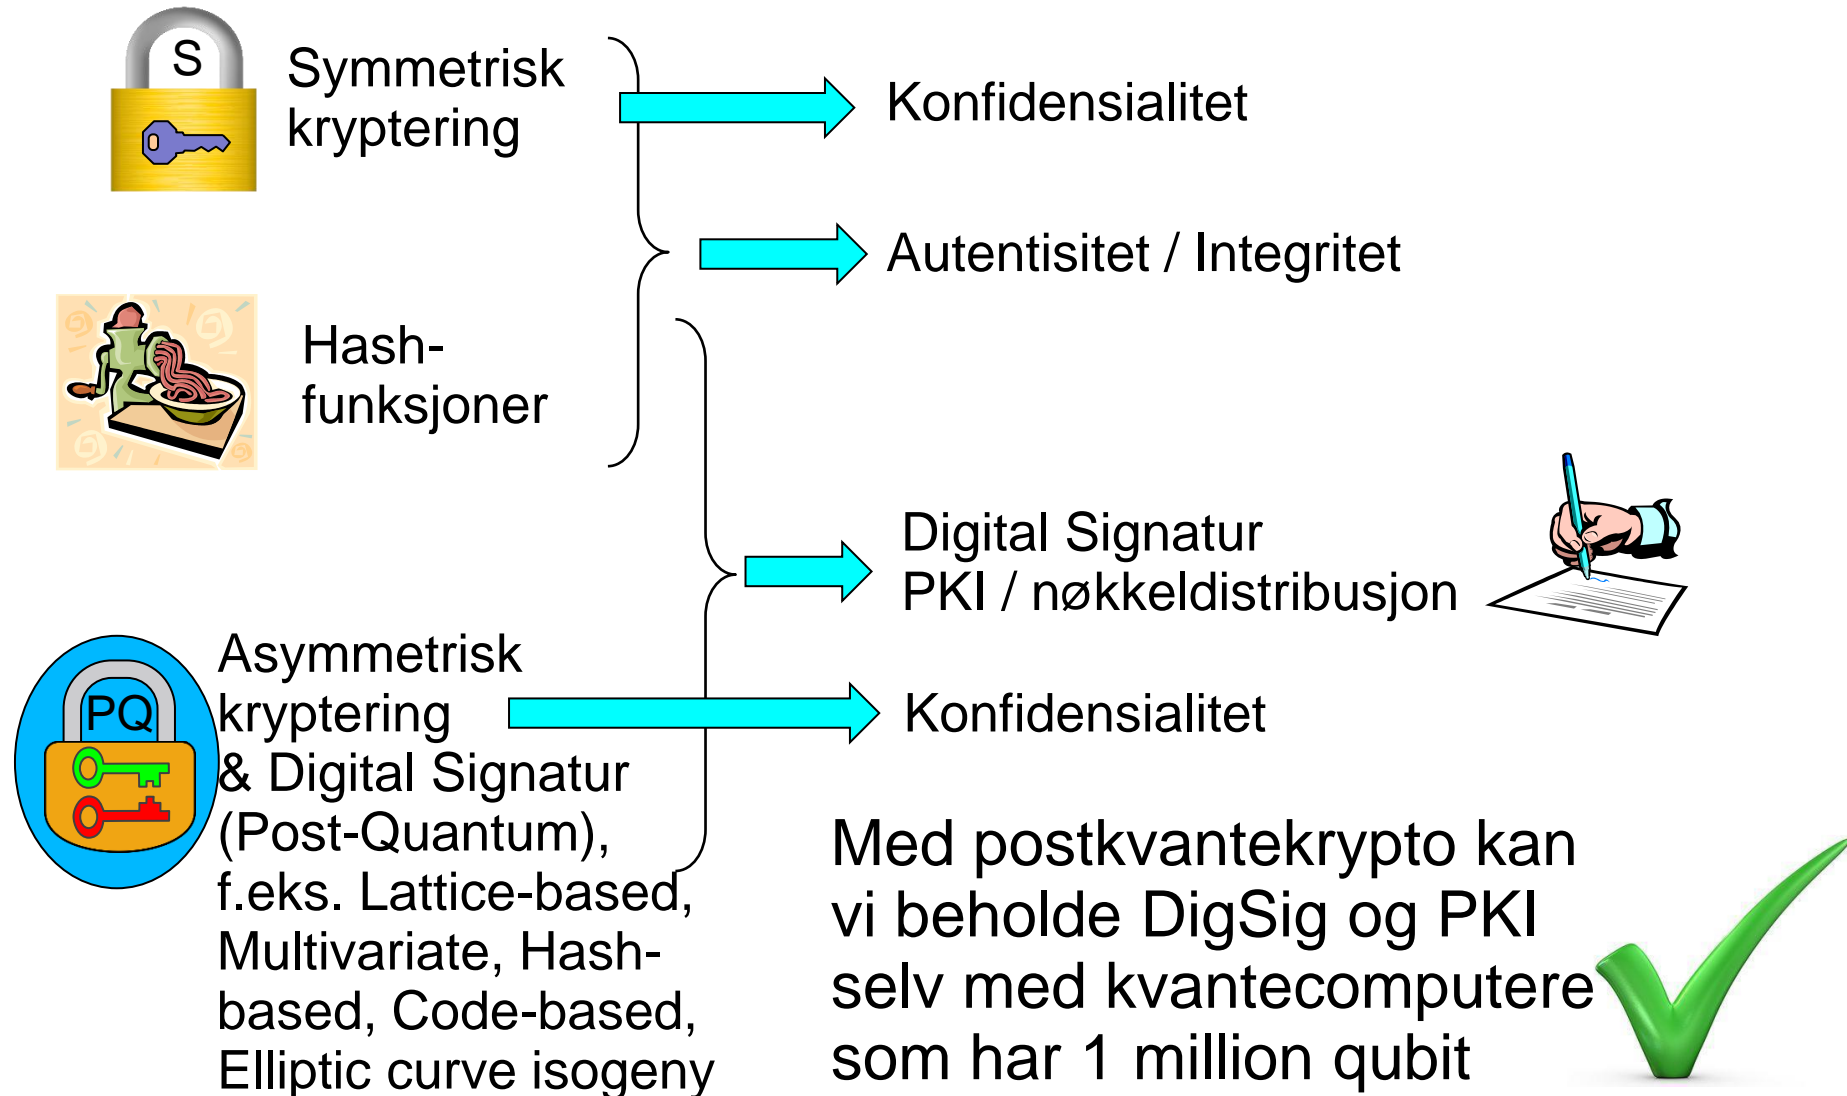 S
Symmetrisk
kryptering
Konfidensialitet
Autentisitet / Integritet
Hash-
funksjoner
Digital Signatur
PKI / nøkkeldistribusjon
PQ
Asymmetrisk
kryptering
& Digital Signatur
(Post-Quantum),
f.eks. Lattice-based,
Multivariate, Hash-
based, Code-based,
Elliptic curve isogeny
Konfidensialitet
Med postkvantekrypto kan
vi beholde DigSig og PKI
selv med kvantecomputere
som har 1 million qubit